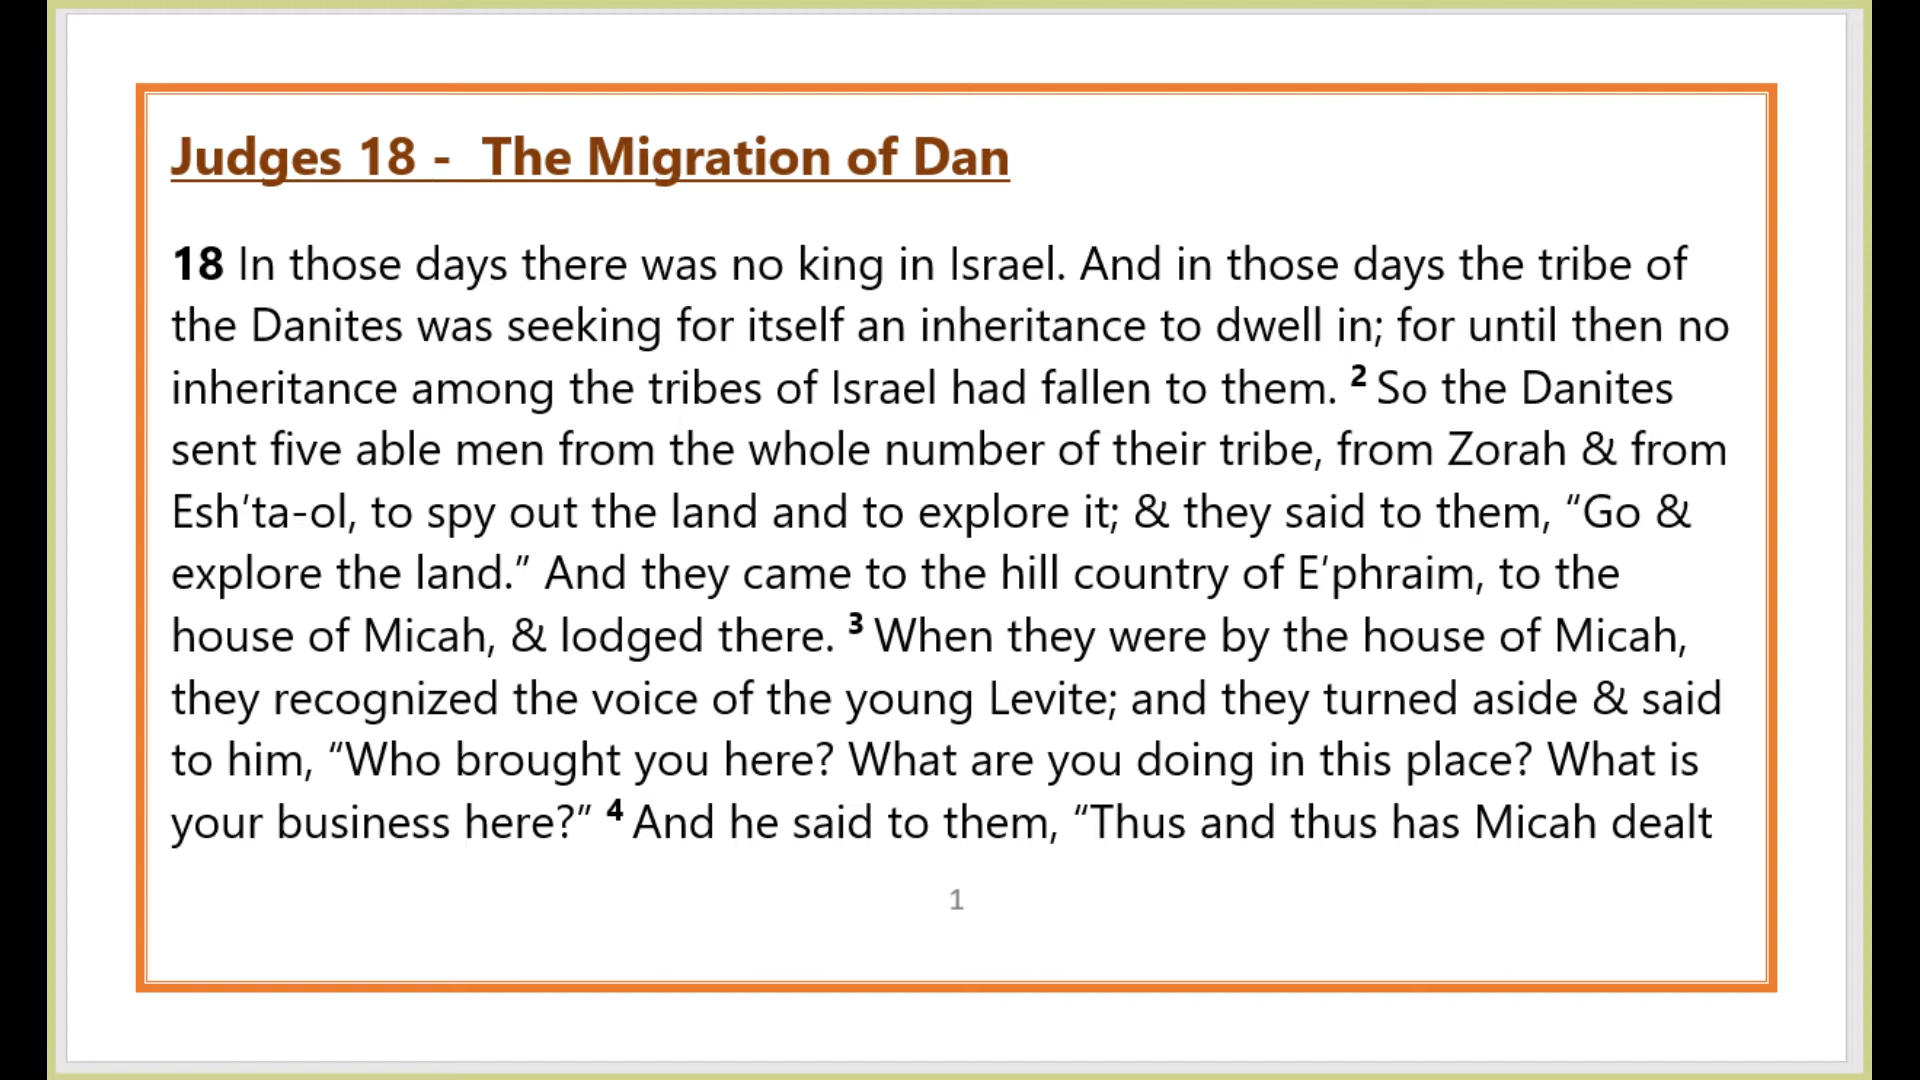 Judges 18 -  The Migration of Dan
18 In those days there was no king in Israel. And in those days the tribe of
the Danites was seeking for itself an inheritance to dwell in; for until then no
inheritance among the tribes of Israel had fallen to them. 2 So the Danites
sent five able men from the whole number of their tribe, from Zorah & from
Esh′ta-ol, to spy out the land and to explore it; & they said to them, “Go &
explore the land.” And they came to the hill country of E′phraim, to the
house of Micah, & lodged there. 3 When they were by the house of Micah,
they recognized the voice of the young Levite; and they turned aside & said
to him, “Who brought you here? What are you doing in this place? What is
your business here?” 4 And he said to them, “Thus and thus has Micah dealt
1